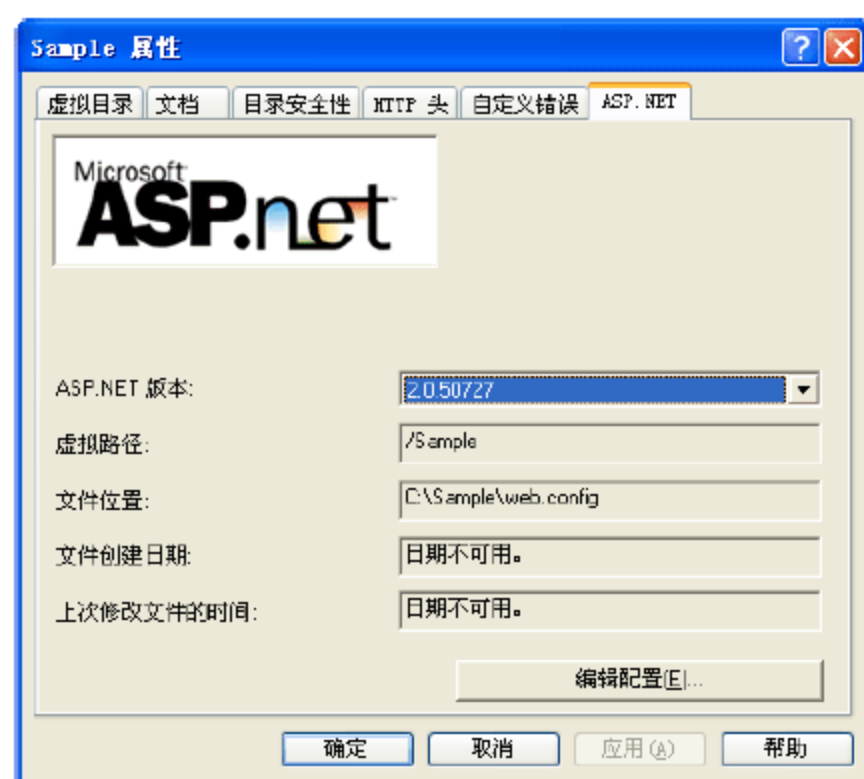 Sample 属性
虚拟目录 文档 目录安全性 HTTP 头 自定义错误 ASP.NET
Microsoft
ASP.net
ASP.NET 版本: 2.0.50727
虚拟路径: /Sample
文件位置: C:\Sample\web.config
文件创建日期: 日期不可用。
上次修改文件的时间: 日期不可用。
编辑配置(E)...
确定 取消 应用(A) 帮助